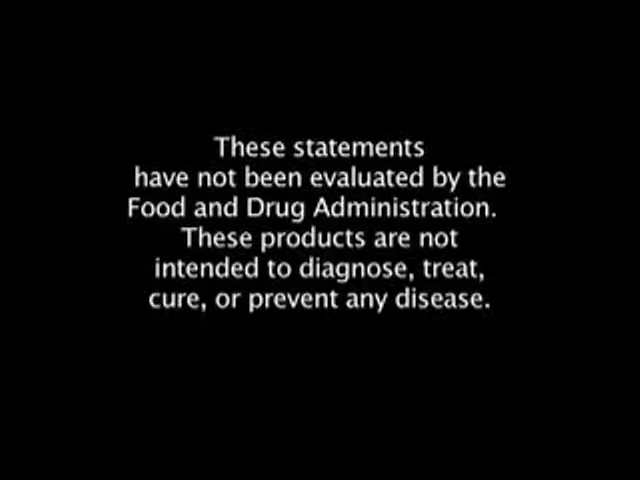 These statements
have not been evaluated by the
Food and Drug Administration.
These products are not
intended to diagnose, treat,
cure, or prevent any disease.